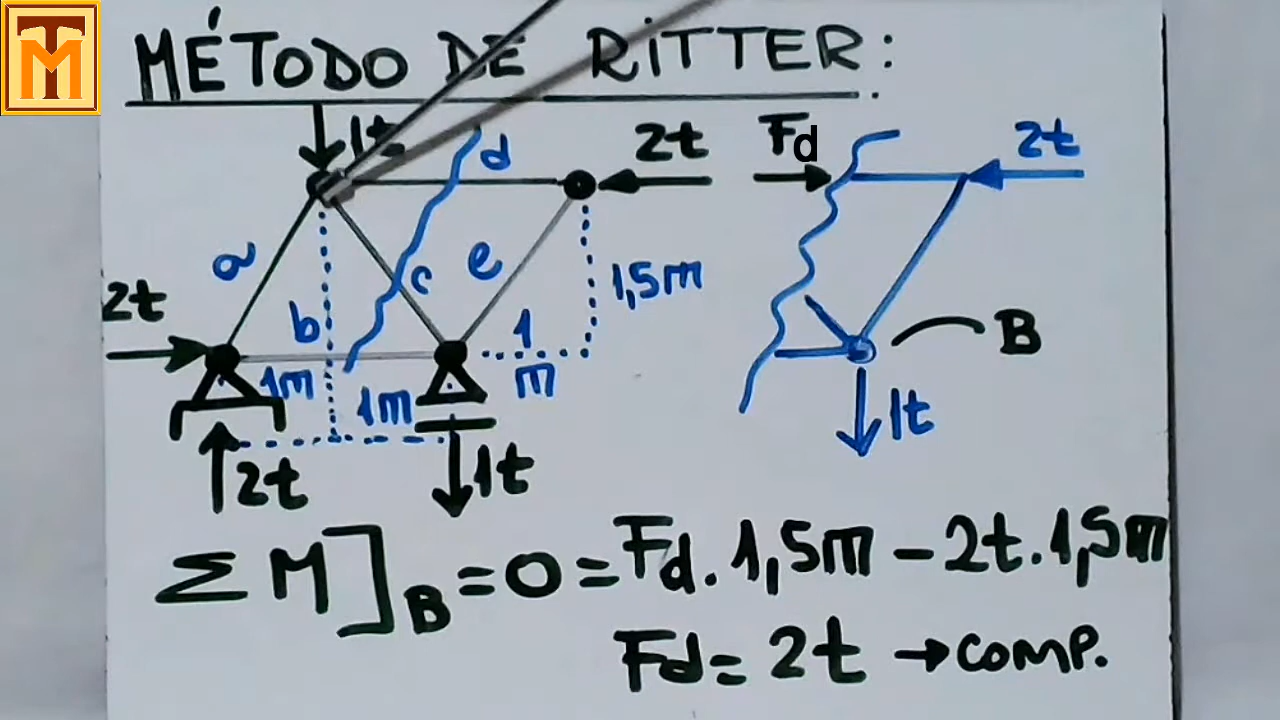 TM
MÉTODO DE RITTER:
1t
d
2t
Fd
2t
a
c
e
1,5m
2t
b
1
m
B
1m
1m
1t
2t
1t
ΣM]B=0=Fd.1,5m-2t.1,5m
Fd=2t→comp.